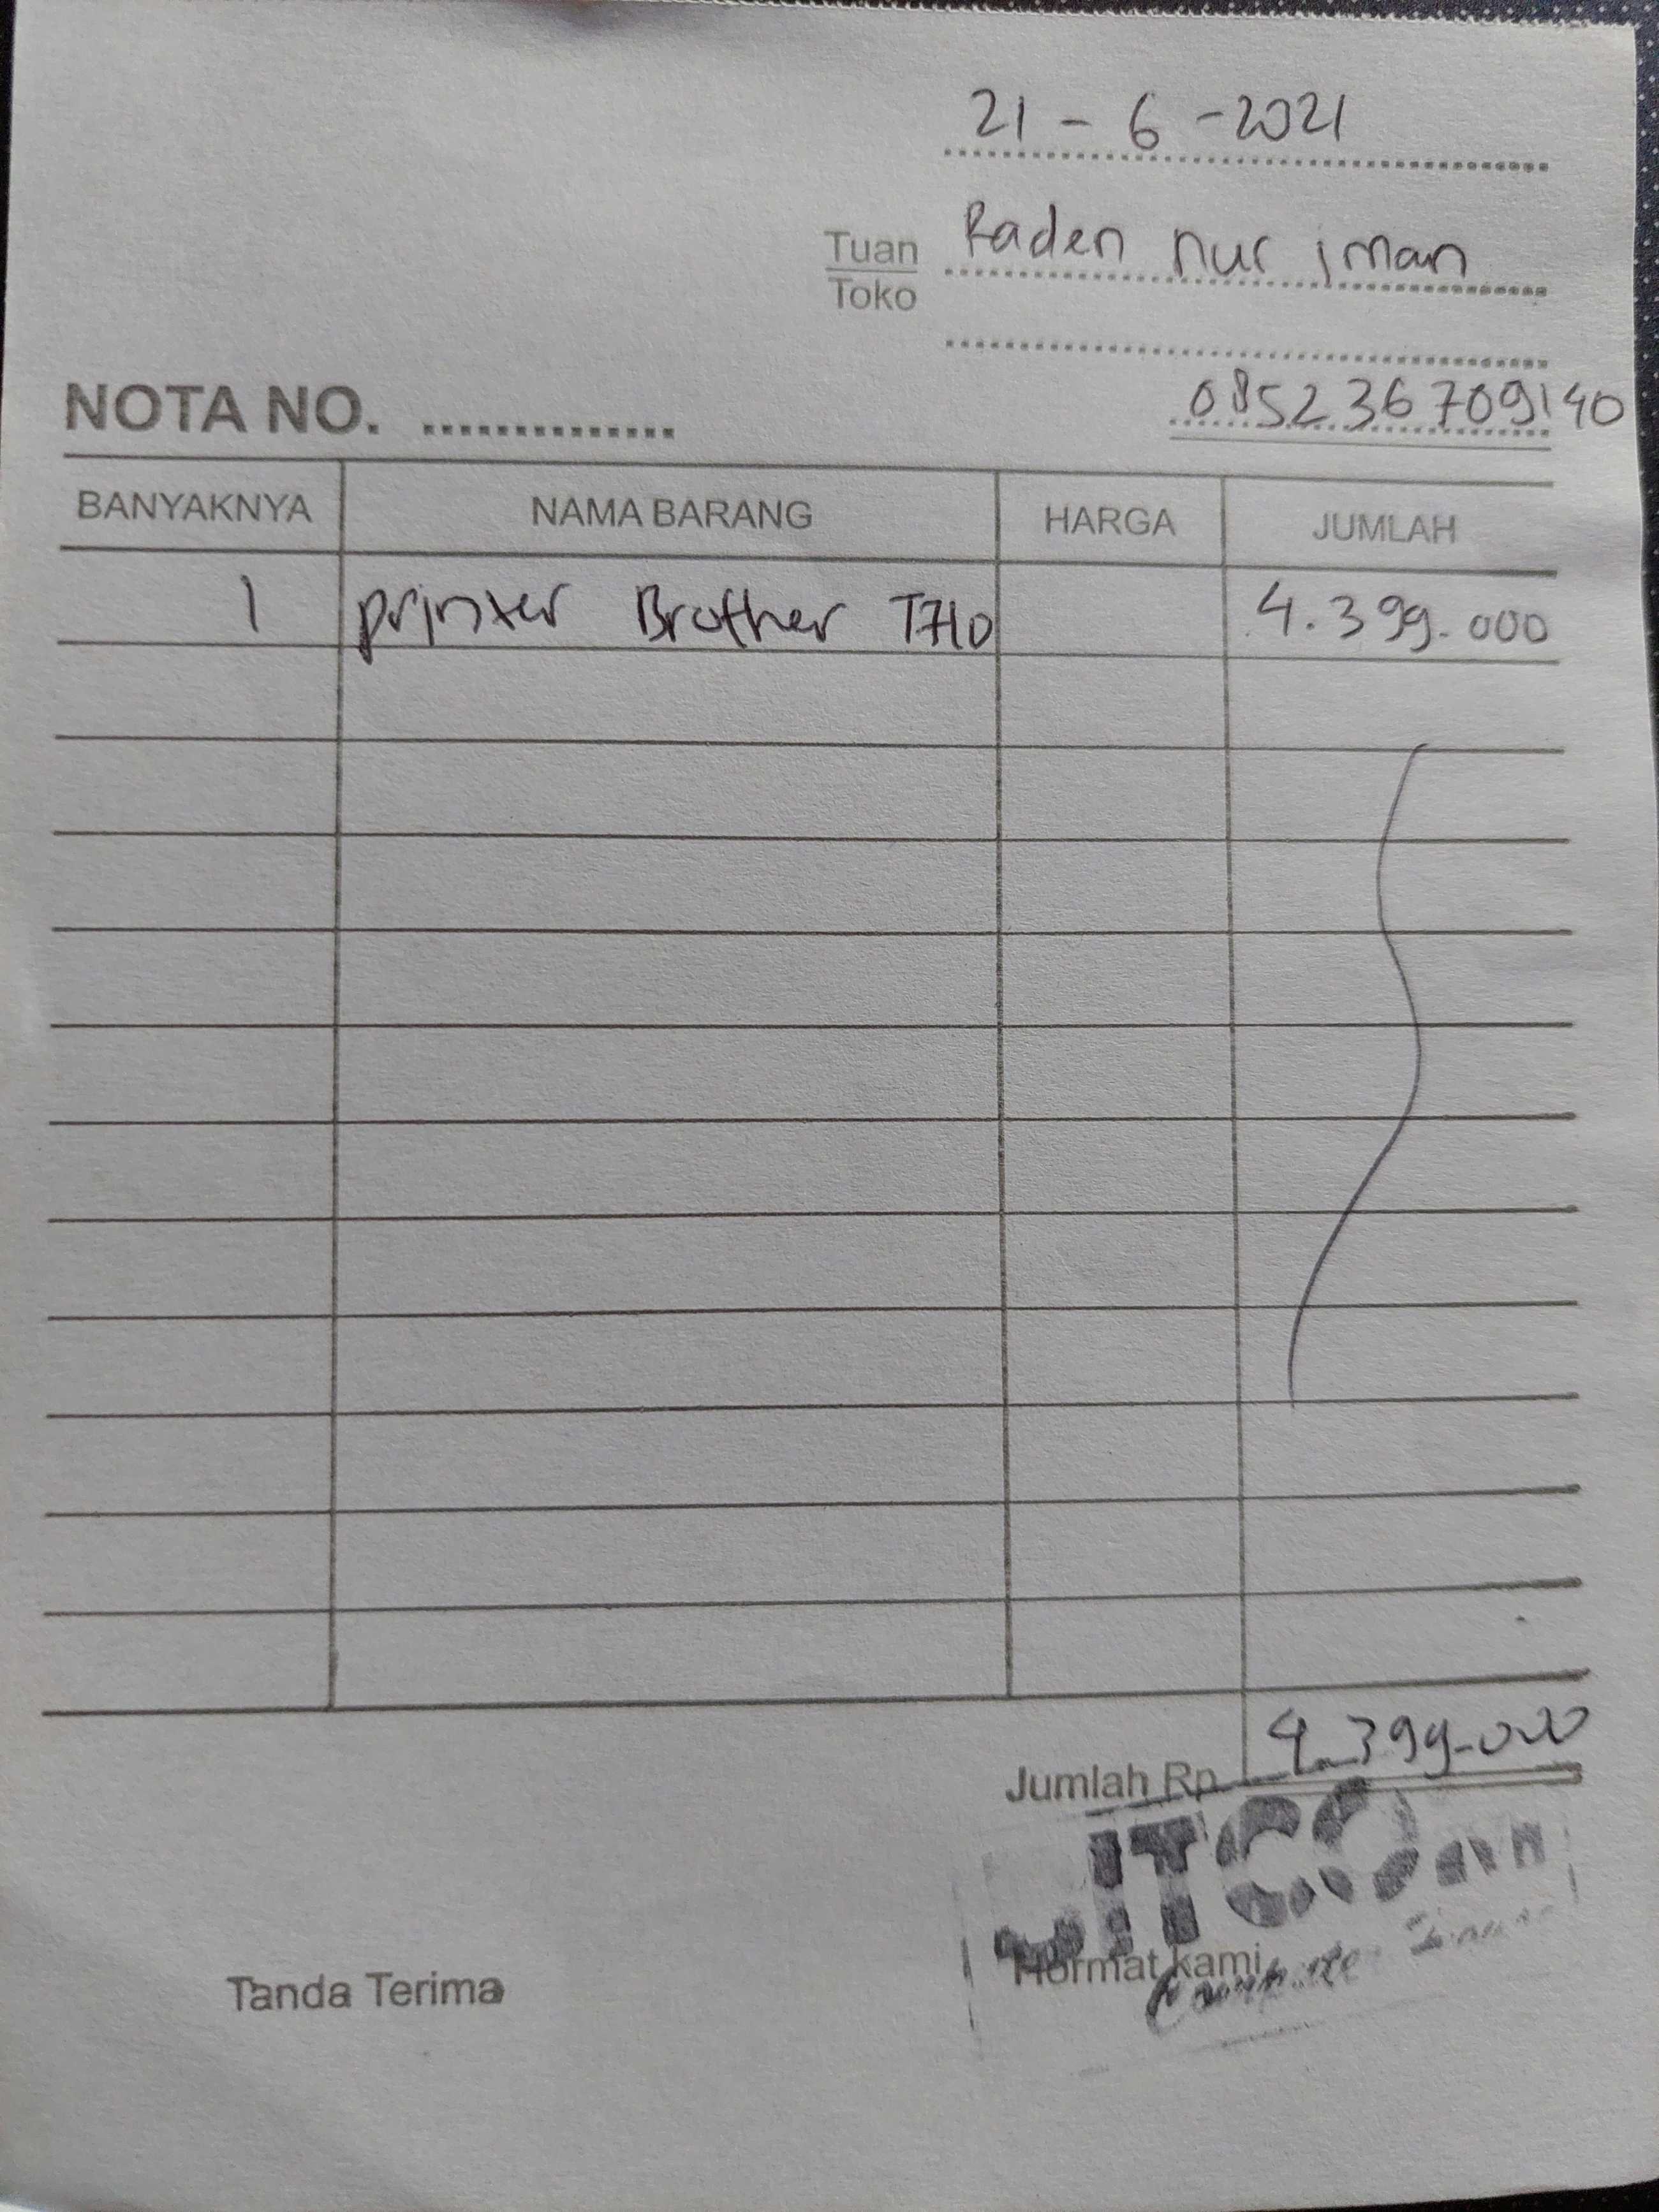 21 - 6 - 2021
Tuan Raden nur iman
Toko
NOTA NO. ............... 085236709140
BANYAKNYA NAMA BARANG HARGA JUMLAH
1 printer Brother T710 4.399.000
Jumlah Rp 4.399.000
Tanda Terima Hormat kami